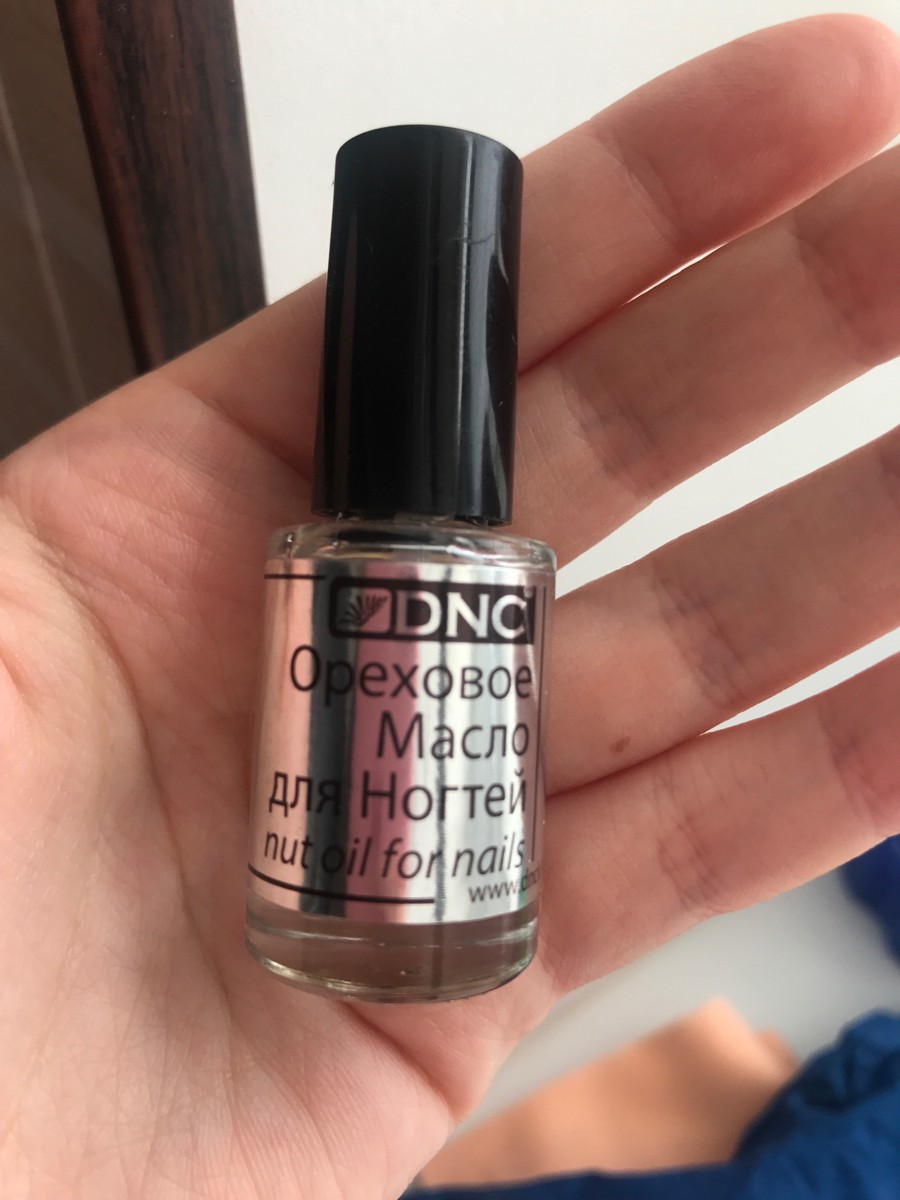 DNC
Ореховое
Масло
для Ногтей
nut oil for nails